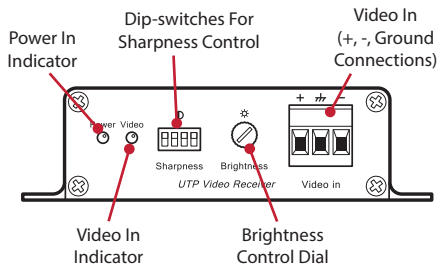 Power In
Indicator
Dip-switches For
Sharpness Control
Video In
(+, -, Ground
Connections)
+ -
Power Video
Sharpness Brightness
UTP Video Receiver Video in
Video In
Indicator
Brightness
Control Dial